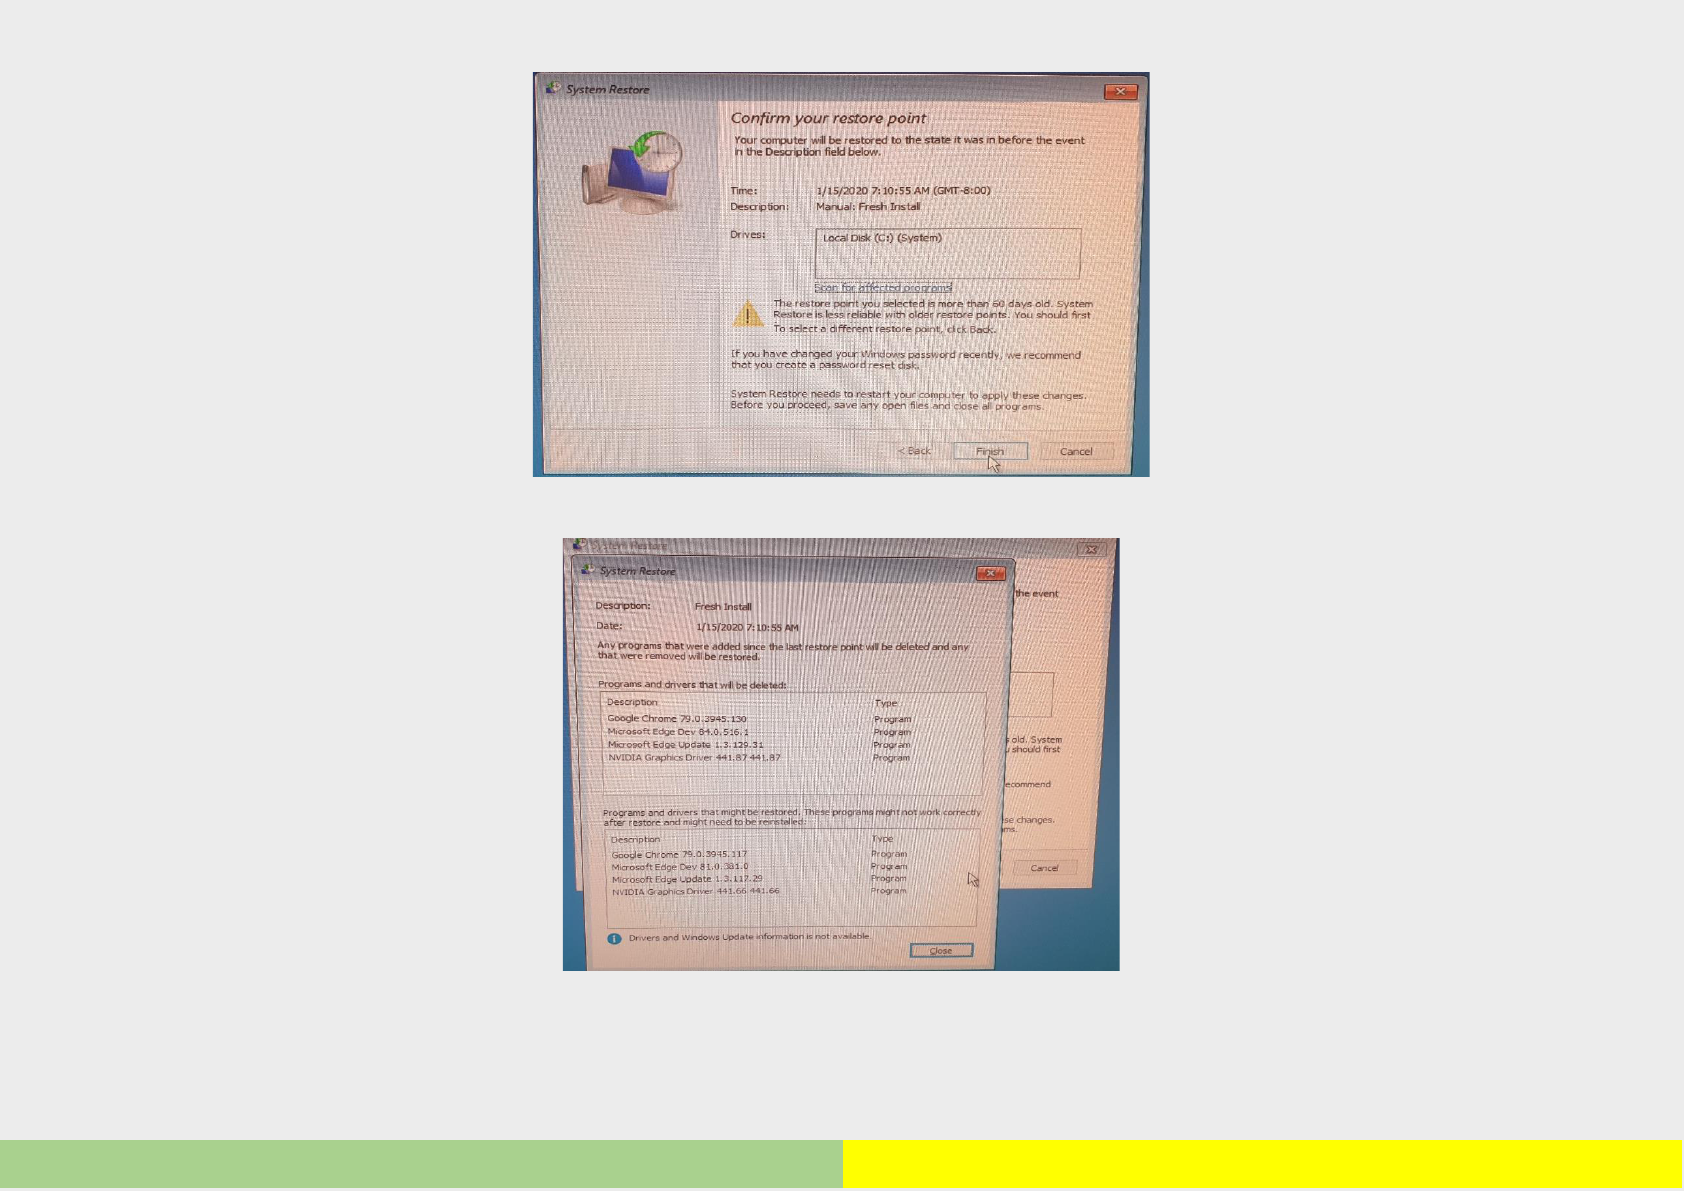 System Restore
Confirm your restore point
Your computer will be restored to the state it was in before the event
in the Description field below.
Time: 1/15/2020 7:10:55 AM (GMT-8:00)
Description: Manual: Fresh Install
Drives: Local Disk (C:) (System)
Scan for affected programs
The restore point you selected is more than 60 days old. System
Restore is less reliable with older restore points. You should first
To select a different restore point, click Back.
If you have changed your Windows password recently, we recommend
that you create a password reset disk.
System Restore needs to restart your computer to apply these changes.
Before you proceed, save any open files and close all programs.
< Back Finish Cancel
System Restore
System Restore
the event
Description: Fresh Install
Date: 1/15/2020 7:10:55 AM
Any programs that were added since the last restore point will be deleted and any
that were removed will be restored.
Programs and drivers that will be deleted:
Description Type
Google Chrome 79.0.3945.130 Program
Microsoft Edge Dev 84.0.516.1 Program
Microsoft Edge Update 1.3.129.31 Program
NVIDIA Graphics Driver 441.87 441.87 Program
old. System
should first
ecommend
Programs and drivers that might be restored. These programs might not work correctly
after restore and might need to be reinstalled:
se changes.
ms.
Description Type
Google Chrome 79.0.3945.117 Program
Microsoft Edge Dev 81.0.381.0 Program
Microsoft Edge Update 1.3.117.29 Program
NVIDIA Graphics Driver 441.66 441.66 Program
Cancel
Drivers and Windows Update information is not available.
Close